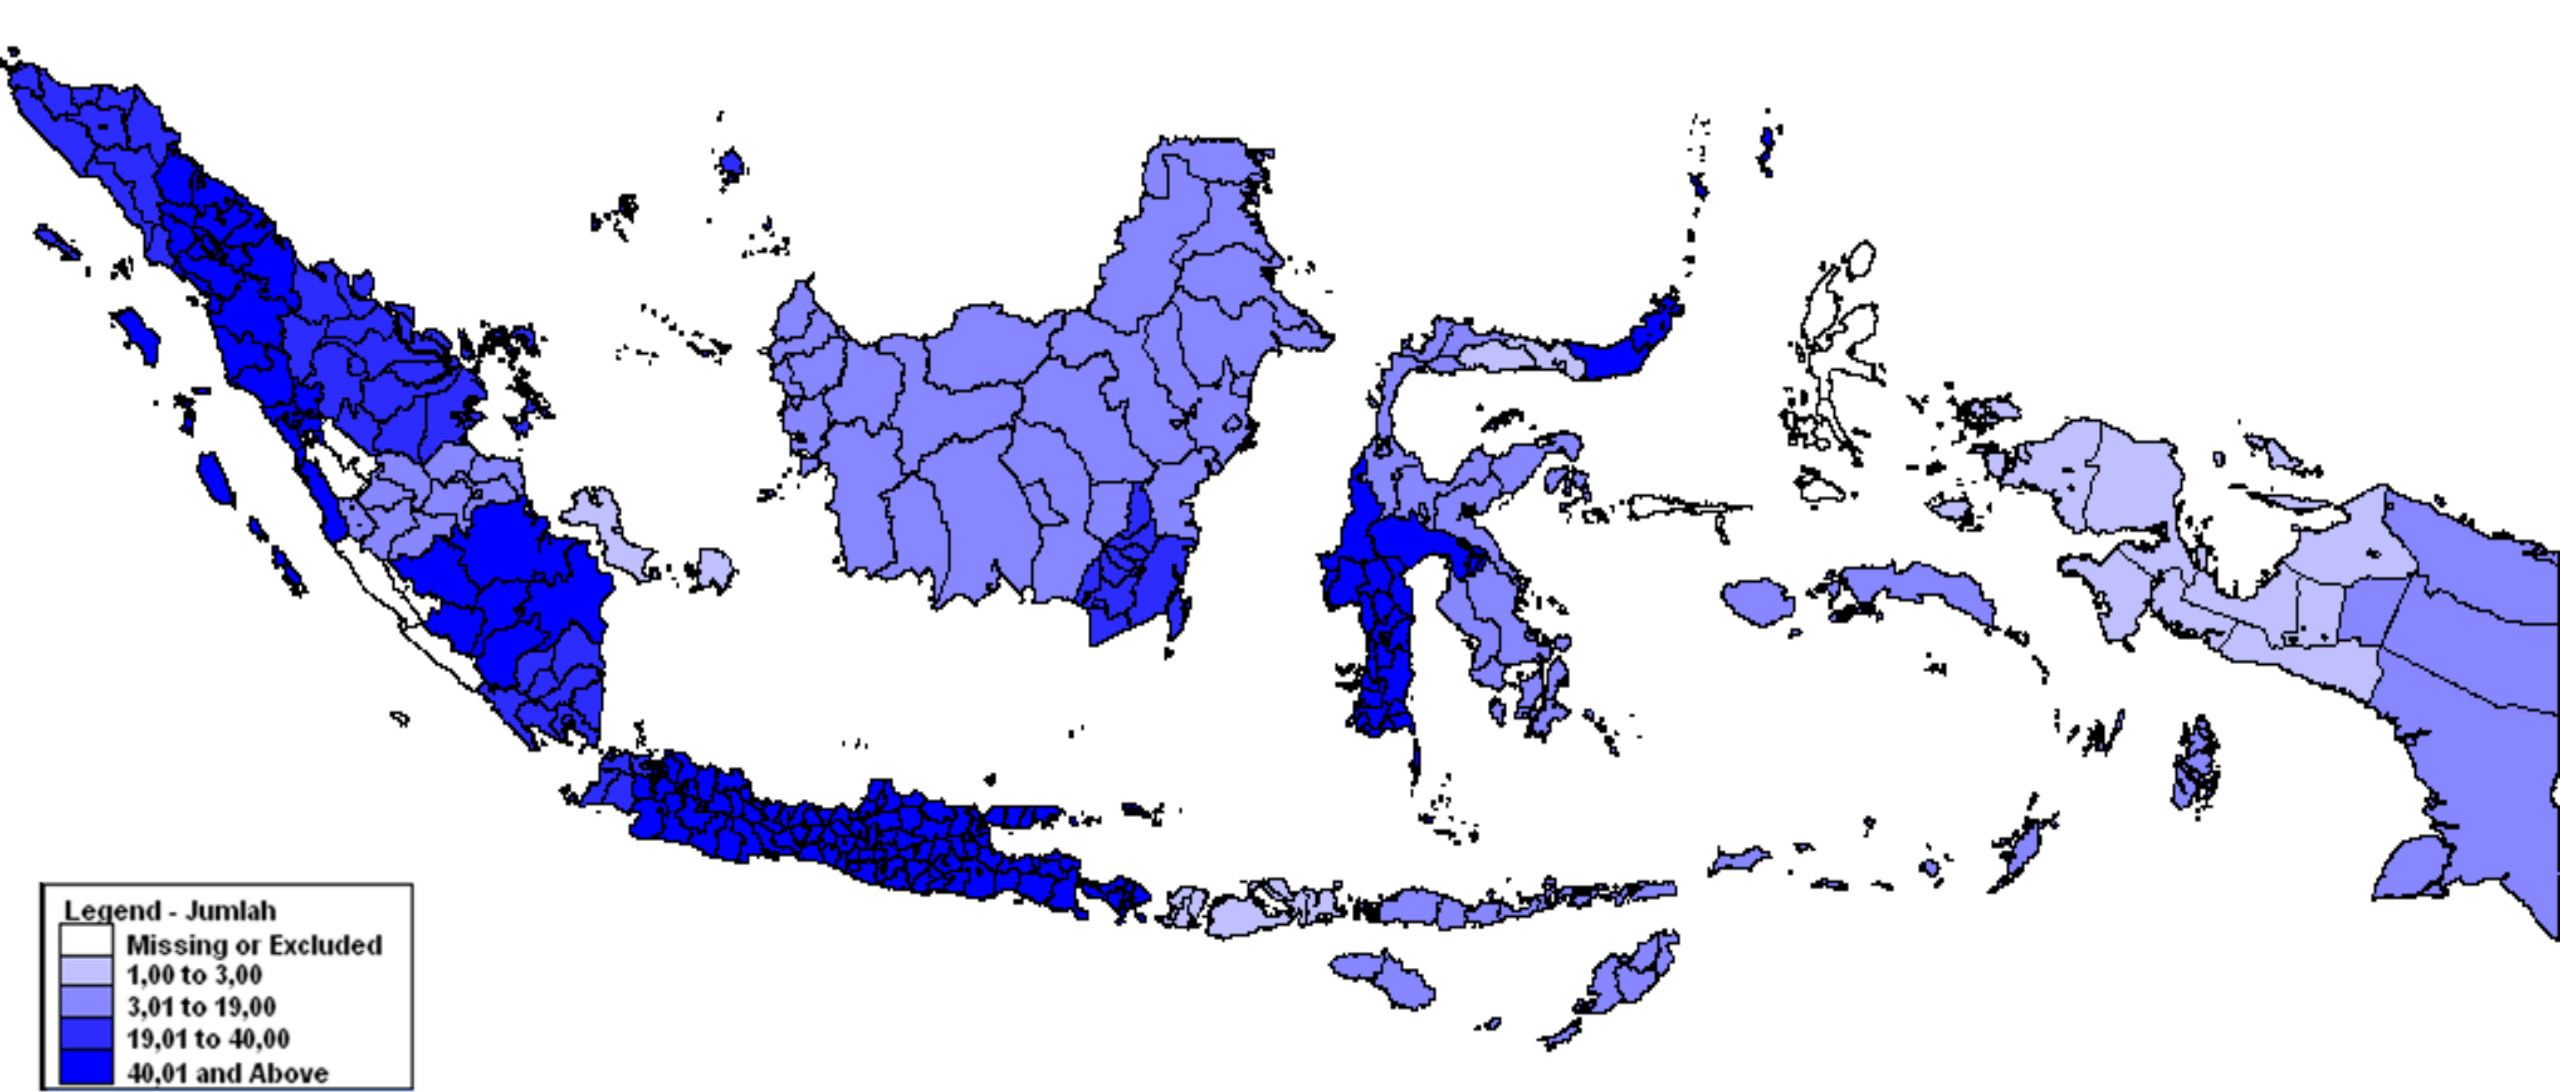 Legend - Jumlah
Missing or Excluded
1,00 to 3,00
3,01 to 19,00
19,01 to 40,00
40,01 and Above